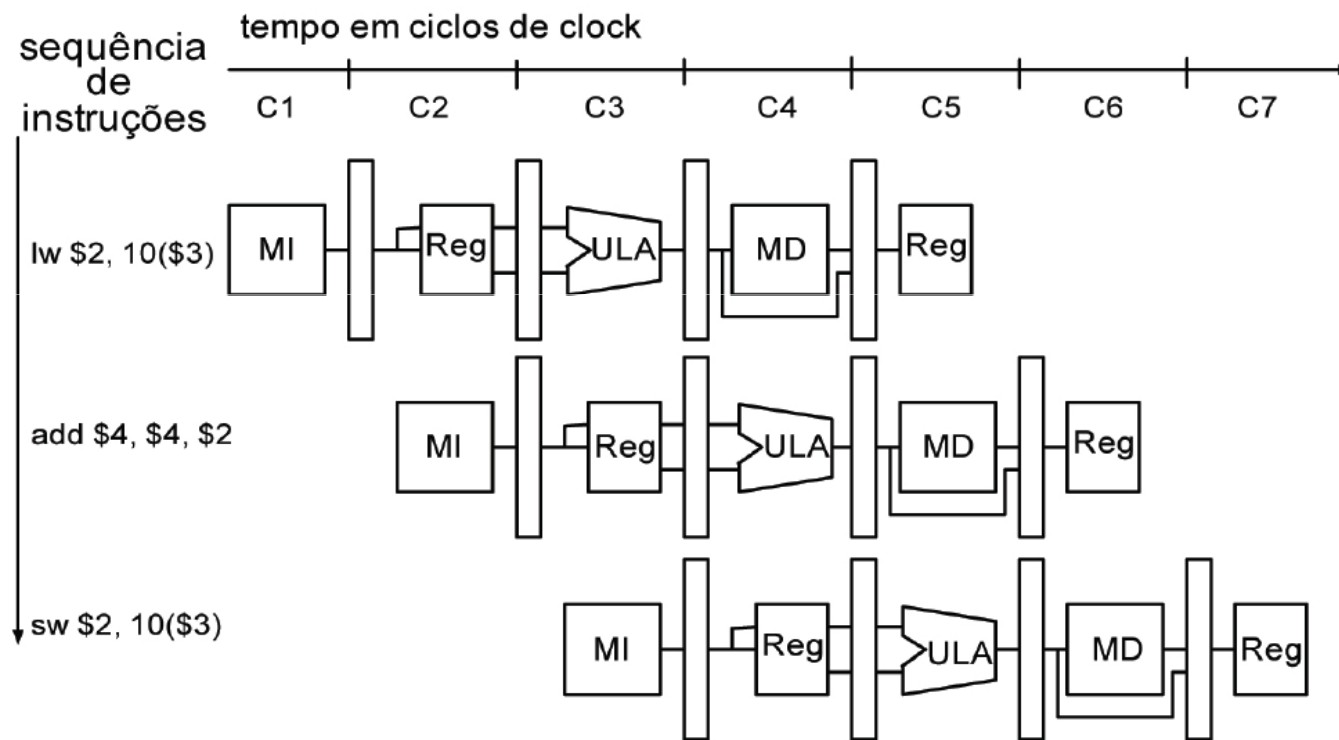 tempo em ciclos de clock
sequência
de
instruções
C1 C2 C3 C4 C5 C6 C7
lw $2, 10($3)
MI Reg ULA MD Reg
add $4, $4, $2
MI Reg ULA MD Reg
sw $2, 10($3)
MI Reg ULA MD Reg